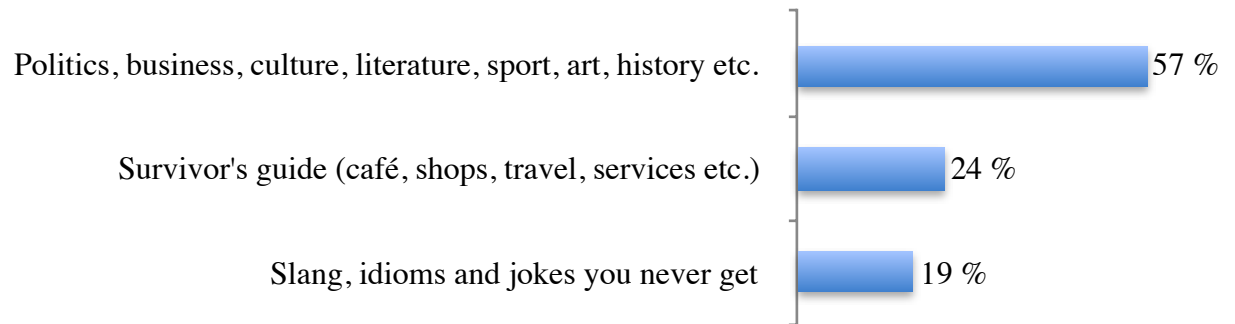 Politics, business, culture, literature, sport, art, history etc. 57 %
Survivor's guide (café, shops, travel, services etc.) 24 %
Slang, idioms and jokes you never get 19 %